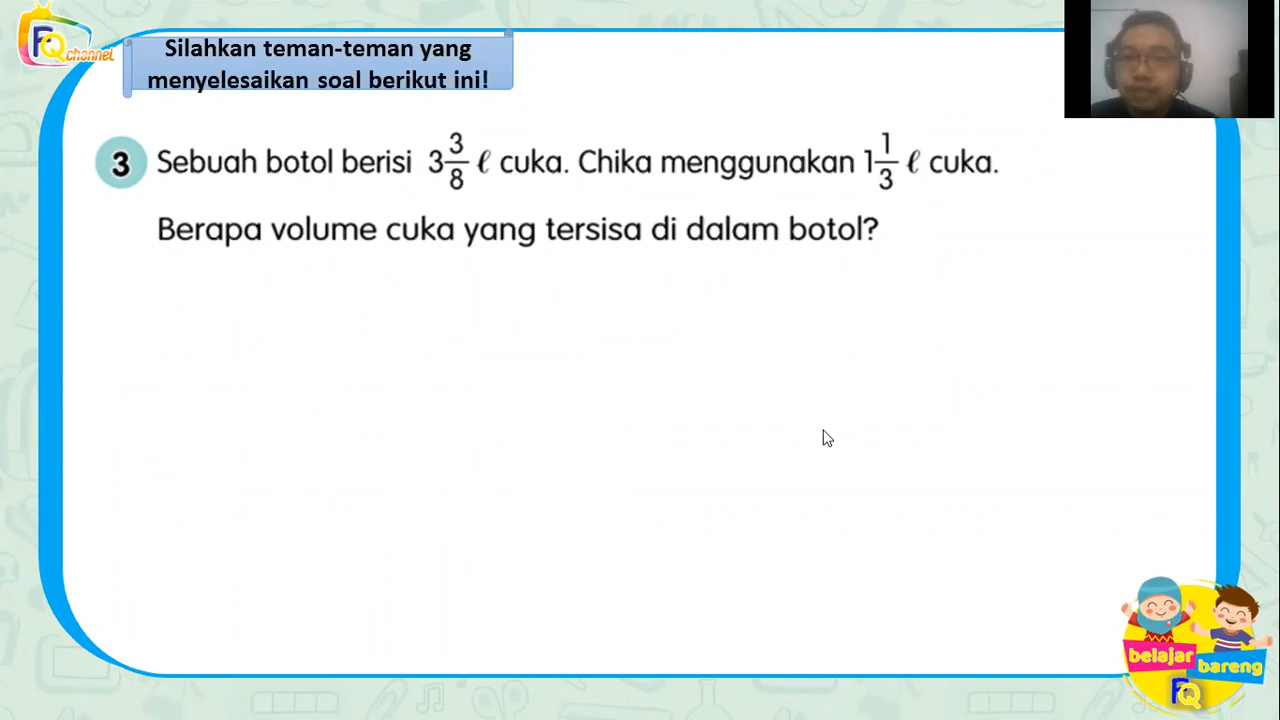 FQ channel
Silahkan teman-teman yang
menyelesaikan soal berikut ini!
3 Sebuah botol berisi 3 3/8 ℓ cuka. Chika menggunakan 1 1/3 ℓ cuka.
Berapa volume cuka yang tersisa di dalam botol?
belajar
bareng
FQ